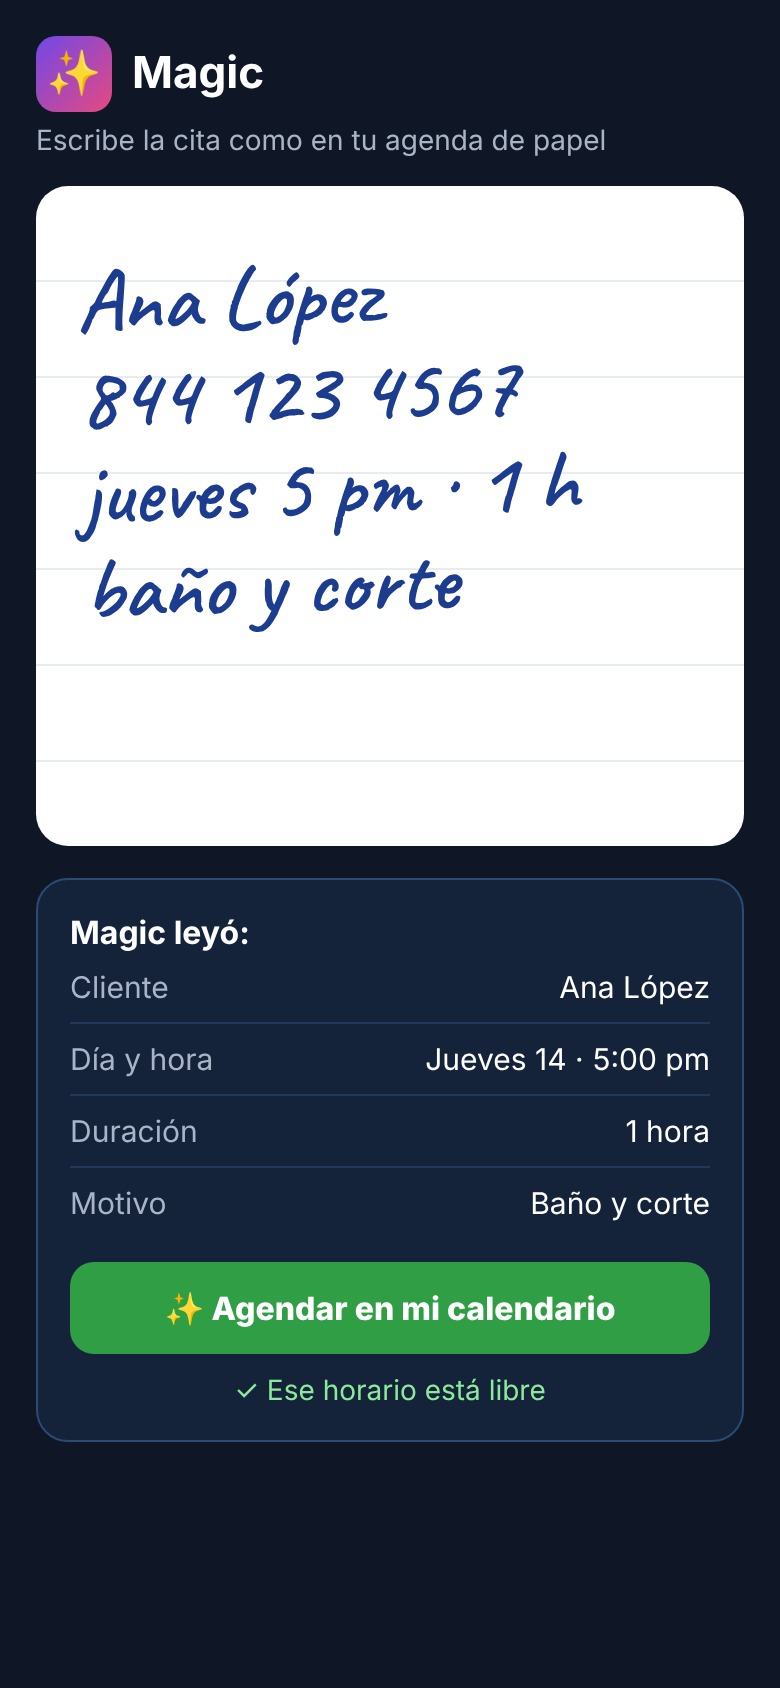 ✨ Magic
Escribe la cita como en tu agenda de papel
Ana López
844 123 4567
jueves 5 pm · 1 h
baño y corte
Magic leyó:
Cliente Ana López
Día y hora Jueves 14 · 5:00 pm
Duración 1 hora
Motivo Baño y corte
✨ Agendar en mi calendario
✓ Ese horario está libre